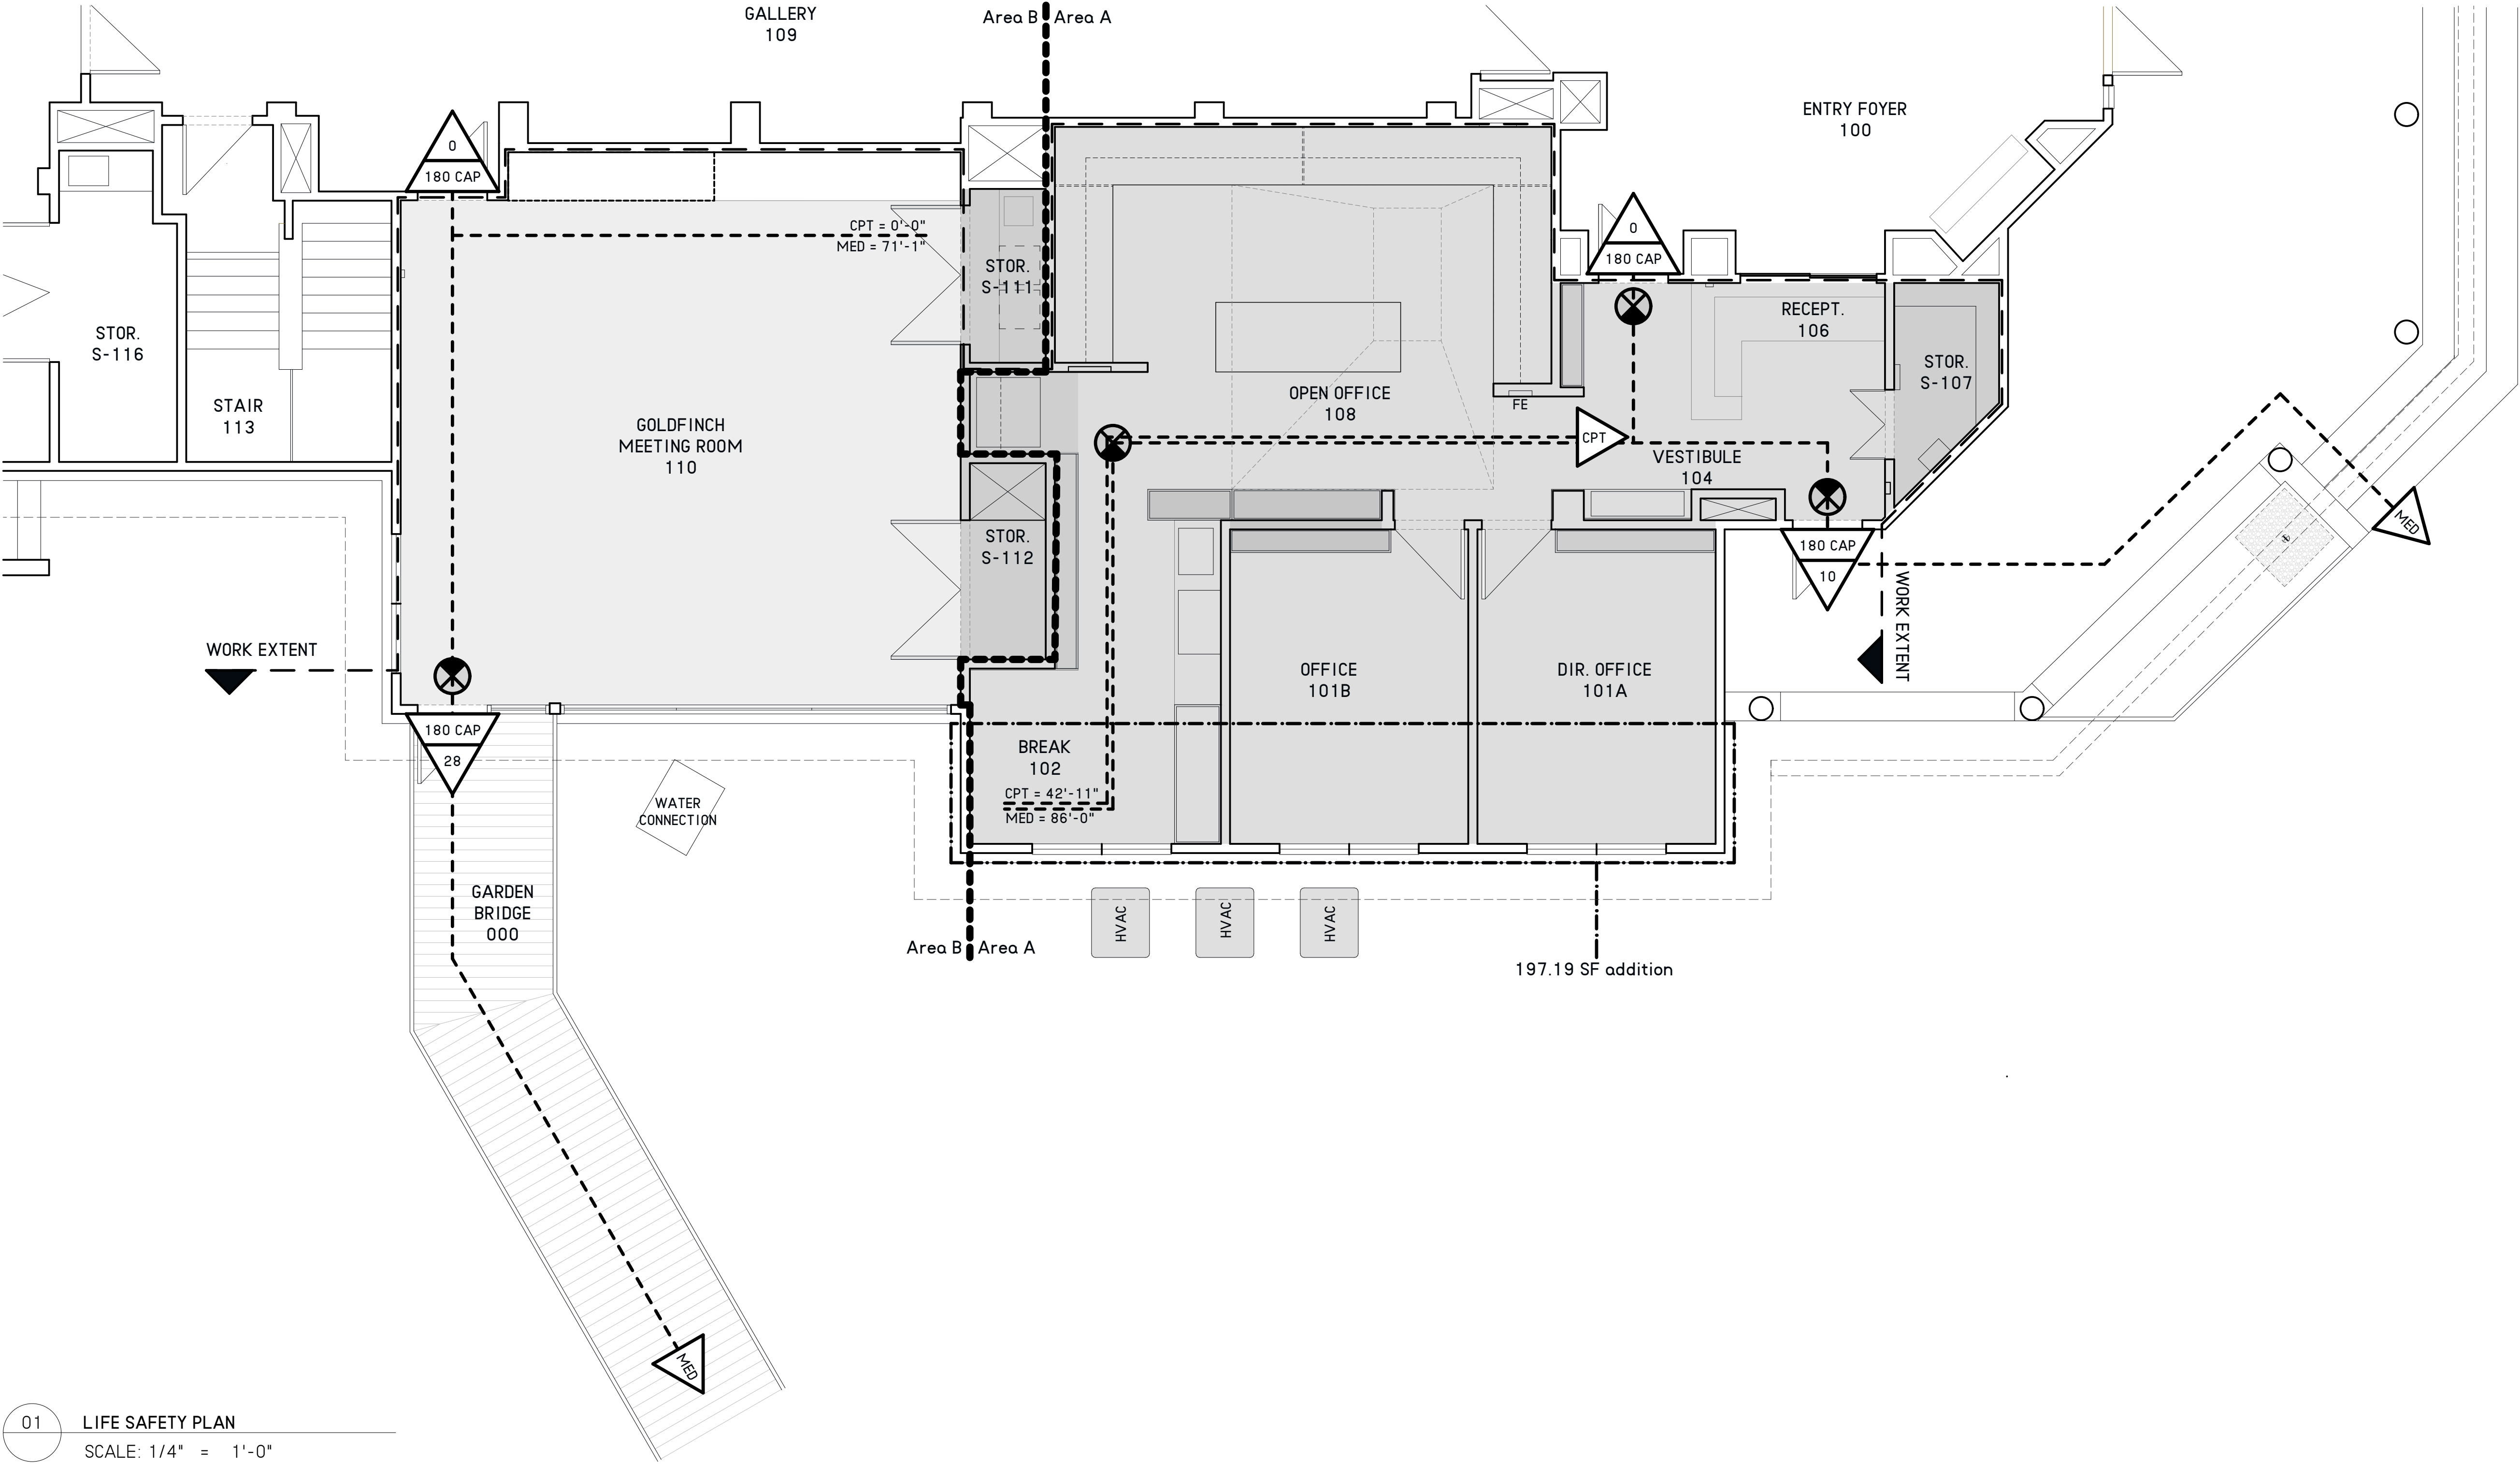 GALLERY
109
Area B
Area A
ENTRY FOYER
100
0
180 CAP
CPT = 0'-0"
MED = 71'-1"
STOR.
S-111
0
180 CAP
RECEPT.
106
STOR.
S-116
STAIR
113
GOLDFINCH
MEETING ROOM
110
OPEN OFFICE
108
FE
CPT
STOR.
S-107
VESTIBULE
104
STOR.
S-112
180 CAP
10
MED
WORK EXTENT
WORK EXTENT
OFFICE
101B
DIR. OFFICE
101A
180 CAP
28
BREAK
102
CPT = 42'-11"
MED = 86'-0"
WATER
CONNECTION
GARDEN
BRIDGE
000
HVAC
HVAC
HVAC
Area B
Area A
197.19 SF addition
MED
01
LIFE SAFETY PLAN
SCALE: 1/4" = 1'-0"